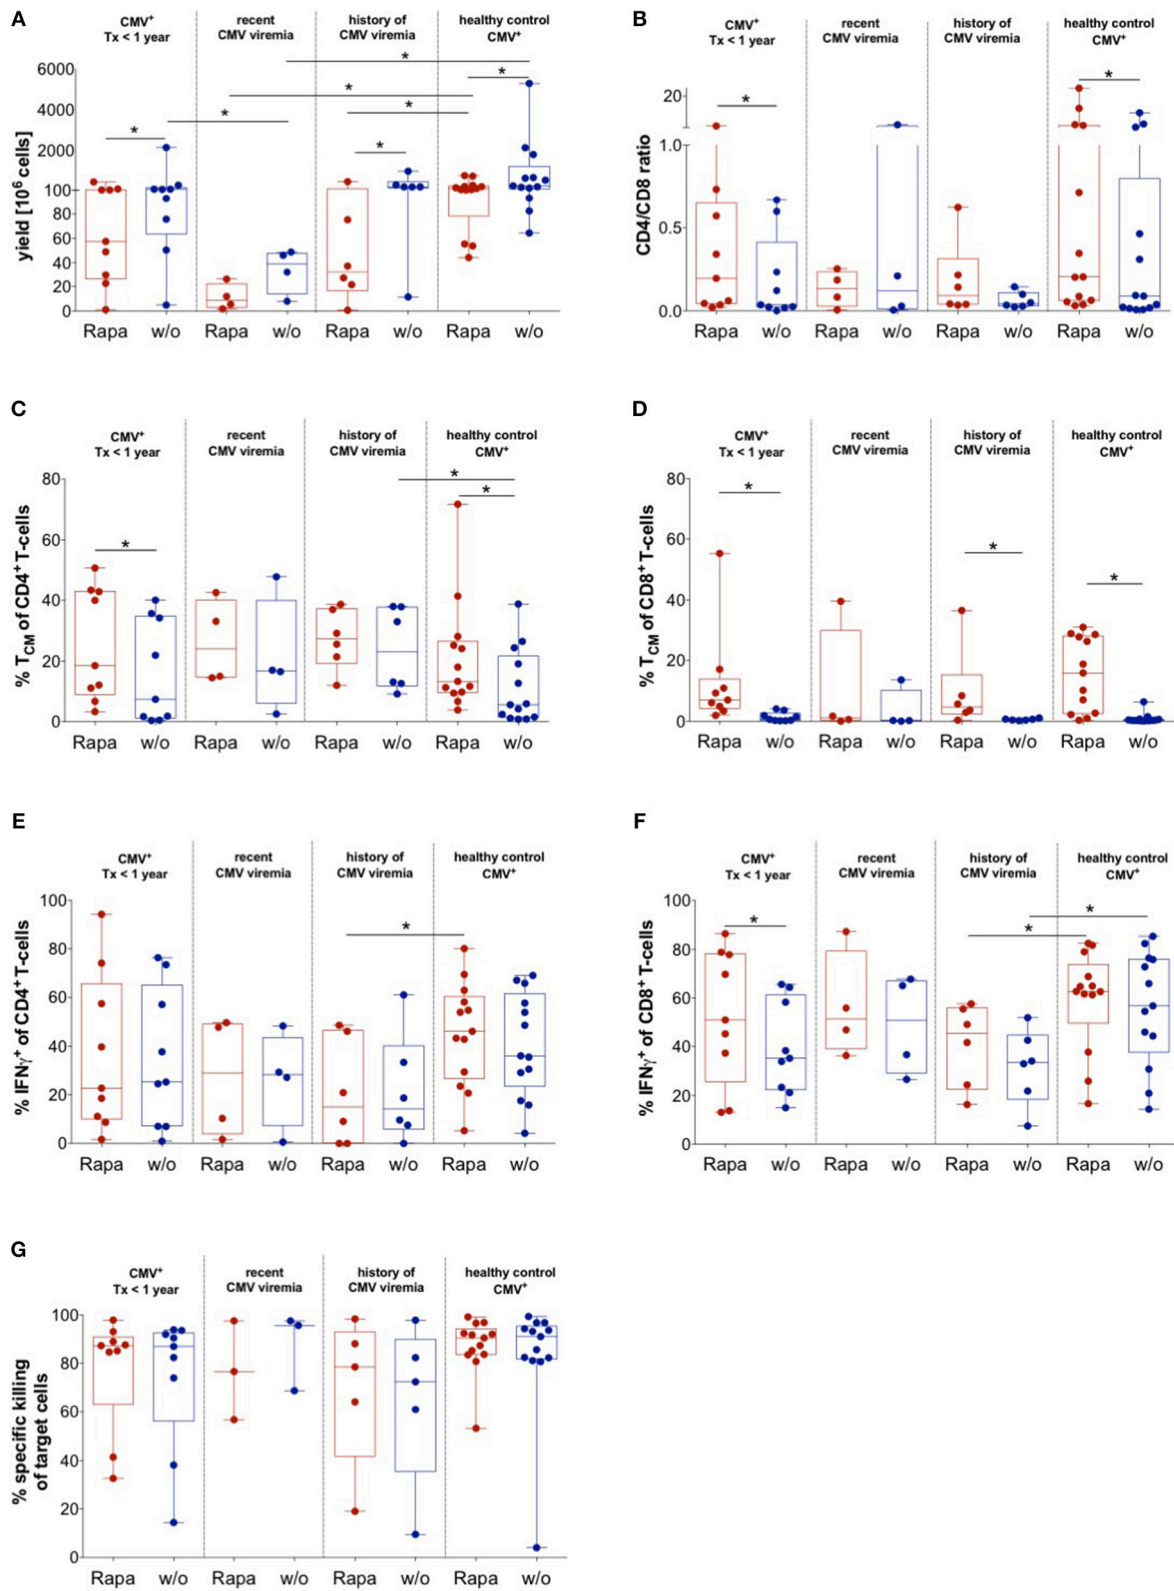 A
CMV+
Tx < 1 year
recent
CMV viremia
history of
CMV viremia
healthy control
CMV+
yield [10⁶ cells]
6000
4000
2000
100
80
60
40
20
0
*
*
*
*
*
*
*
Rapa w/o Rapa w/o Rapa w/o Rapa w/o
B
CMV+
Tx < 1 year
recent
CMV viremia
history of
CMV viremia
healthy control
CMV+
CD4/CD8 ratio
20
1.0
0.5
0.0
*
*
Rapa w/o Rapa w/o Rapa w/o Rapa w/o
C
CMV+
Tx < 1 year
recent
CMV viremia
history of
CMV viremia
healthy control
CMV+
% TCM of CD4+ T-cells
80
60
40
20
0
*
*
*
Rapa w/o Rapa w/o Rapa w/o Rapa w/o
D
CMV+
Tx < 1 year
recent
CMV viremia
history of
CMV viremia
healthy control
CMV+
% TCM of CD8+ T-cells
80
60
40
20
0
*
*
*
Rapa w/o Rapa w/o Rapa w/o Rapa w/o
E
CMV+
Tx < 1 year
recent
CMV viremia
history of
CMV viremia
healthy control
CMV+
% IFNγ+ of CD4+ T-cells
100
80
60
40
20
0
*
Rapa w/o Rapa w/o Rapa w/o Rapa w/o
F
CMV+
Tx < 1 year
recent
CMV viremia
history of
CMV viremia
healthy control
CMV+
% IFNγ+ of CD8+ T-cells
100
80
60
40
20
0
*
*
*
Rapa w/o Rapa w/o Rapa w/o Rapa w/o
G
CMV+
Tx < 1 year
recent
CMV viremia
history of
CMV viremia
healthy control
CMV+
% specific killing
of target cells
100
80
60
40
20
0
Rapa w/o Rapa w/o Rapa w/o Rapa w/o